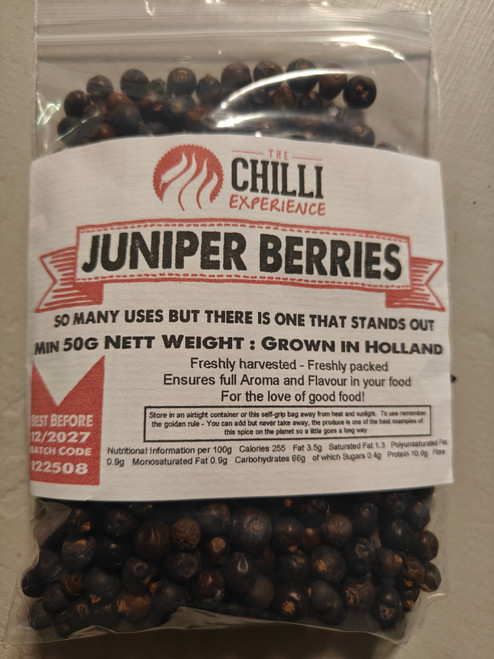 THE
CHILLI
EXPERIENCE
JUNIPER BERRIES
SO MANY USES BUT THERE IS ONE THAT STANDS OUT
MIN 50G NETT WEIGHT : GROWN IN HOLLAND
Freshly harvested - Freshly packed
Ensures full Aroma and Flavour in your food
For the love of good food!
BEST BEFORE
12/2027
BATCH CODE
122508
Store in an airtight container or this self-grip bag away from heat and sunlight. To use remember
the golden rule - You can add but never take away, the produce is one of the best examples of
this spice on the planet so a little goes a long way
Nutritional Information per 100g Calories 255 Fat 3.5g Saturated Fat 1.3 Polyunsaturated Fat
0.9g Monosaturated Fat 0.9g Carbohydrates 66g of which Sugars 0.4g Protein 10.9g Fibre